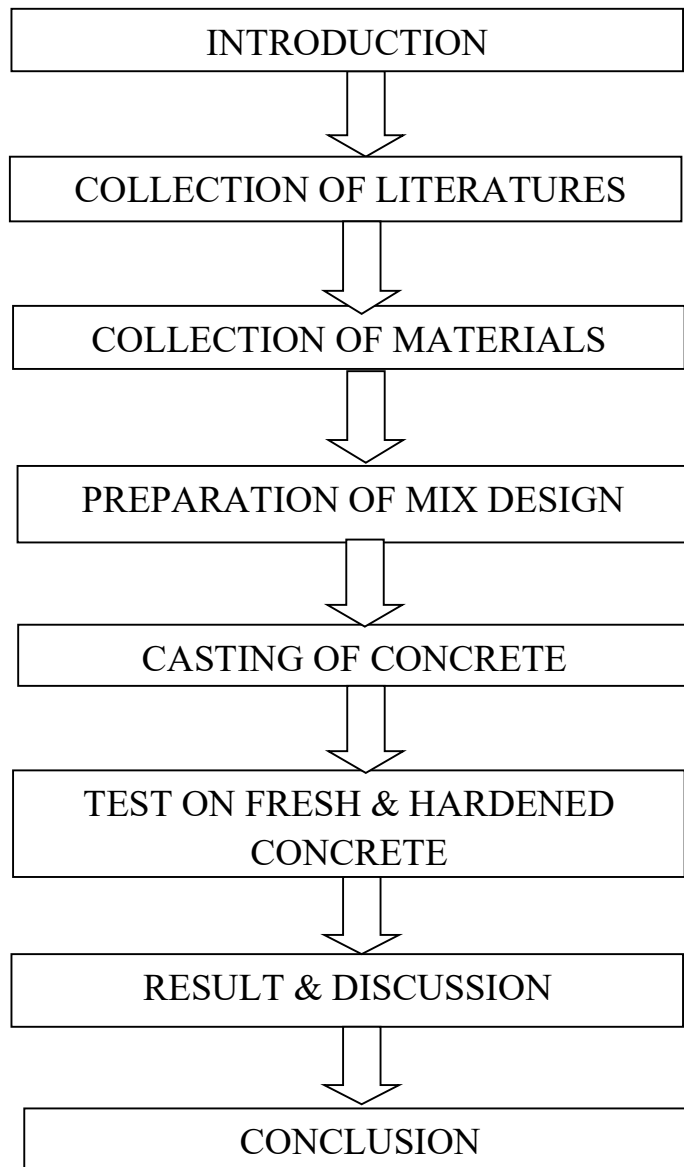 INTRODUCTION
COLLECTION OF LITERATURES
COLLECTION OF MATERIALS
PREPARATION OF MIX DESIGN
CASTING OF CONCRETE
TEST ON FRESH & HARDENED
CONCRETE
RESULT & DISCUSSION
CONCLUSION